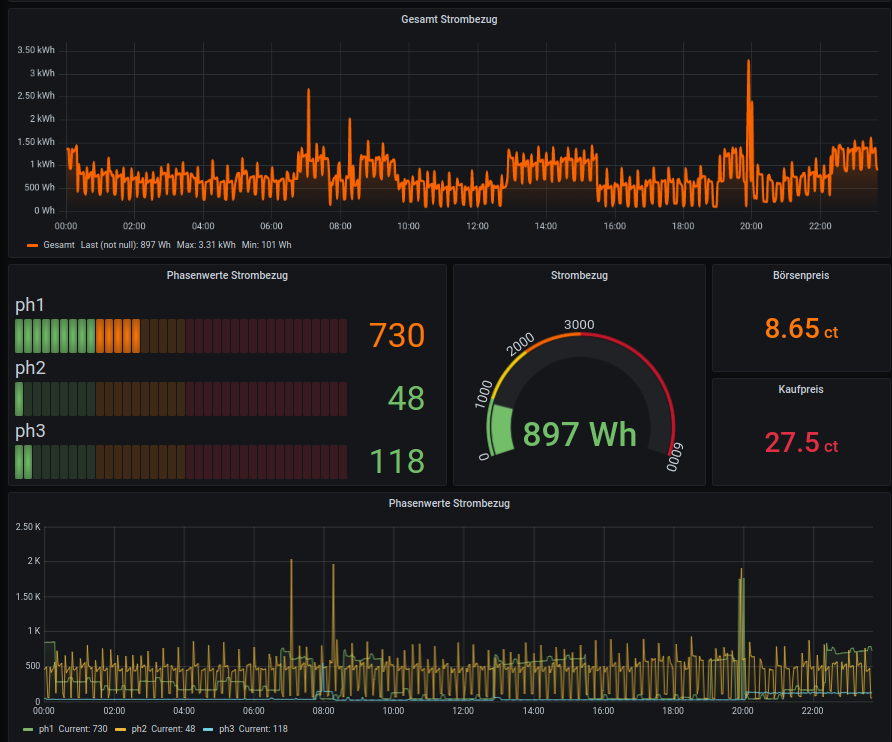 Gesamt Strombezug
3.50 kWh
3 kWh
2.50 kWh
2 kWh
1.50 kWh
1 kWh
500 Wh
0 Wh
00:00 02:00 04:00 06:00 08:00 10:00 12:00 14:00 16:00 18:00 20:00 22:00
Gesamt Last (not null): 897 Wh Max: 3.31 kWh Min: 101 Wh
Phasenwerte Strombezug
ph1
730
ph2
48
ph3
118
Strombezug
0
1000
2000
3000
6000
897 Wh
Börsenpreis
8.65 ct
Kaufpreis
27.5 ct
Phasenwerte Strombezug
2.50 K
2 K
1.50 K
1 K
500
0
00:00 02:00 04:00 06:00 08:00 10:00 12:00 14:00 16:00 18:00 20:00 22:00
ph1 Current: 730 ph2 Current: 48 ph3 Current: 118